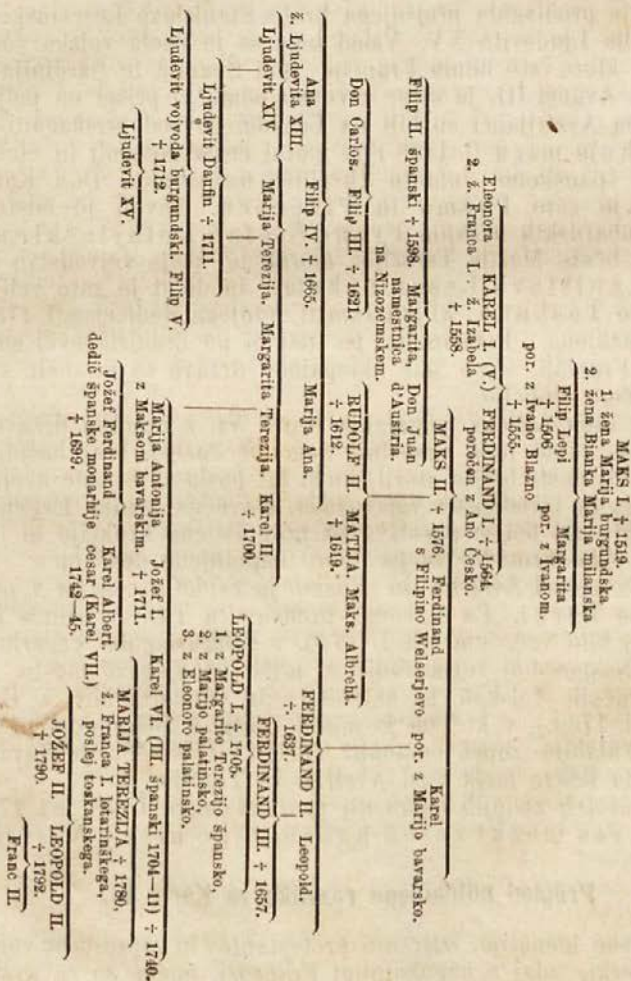 MAKS I. † 1519.
1. žena Marija burgundska
2. žena Bianka Marija milanska
Filip Lepi Margarita
† 1506 por. z Ivanom.
por. z Ivano Blazno
† 1555.
Eleonora KAREL I. (V.) FERDINAND I. † 1564.
2. ž. Franca I. ž. Izabela poročen z Ano Češko.
† 1558.
Filip II. španski † 1598. Margarita, Don Juan
namestnica d'Austria.
na Nizozemskem.
MAKS II. † 1576. Ferdinand Karel
s Filipino Welserjevo por. z Marijo bavarsko.
Don Carlos. Filip III. † 1621.
RUDOLF II. MATIJA. Maks. Albreht.
† 1612. † 1619.
FERDINAND II. Leopold.
† 1637.
Ana Filip IV. † 1665. Marija Ana.
ž. Ljudevita XIII.
FERDINAND III. † 1657.
Ljudevit XIV. Marija Terezija. Margarita Terezija. Karel II.
† 1700.
LEOPOLD I. † 1705.
1. z Margarito Terezijo špansko,
2. z Marijo palatinsko,
3. z Eleonoro palatinsko.
Ljudevit Daufin † 1711.
Marija Antonija Jožef I. Karel VI. (III. španski 1704—11) † 1740.
z Maksom bavarskim. † 1711.
Ljudevit vojvoda burgundski. Filip V.
† 1712.
Jožef Ferdinand Karel Albert,
dedič španske monarhije cesar (Karel VII.)
† 1699. 1742—45.
MARIJA TEREZIJA † 1780,
ž. Franca I. lotarinškega,
poslej toskanskega.
Ljudevit XV.
JOŽEF II. LEOPOLD II.
† 1790. † 1792.
Franc II.